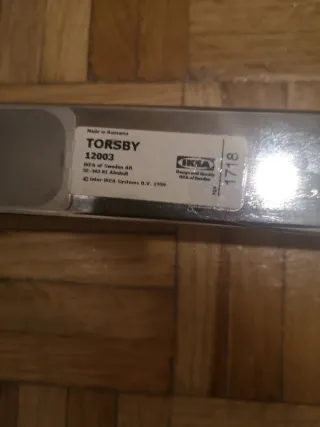 Made in Romania
TORSBY
12003
IKEA of Sweden AB
SE-343 81 Älmhult
© Inter IKEA Systems B.V. 1996
IKEA
Design and Quality
IKEA of Sweden
1718